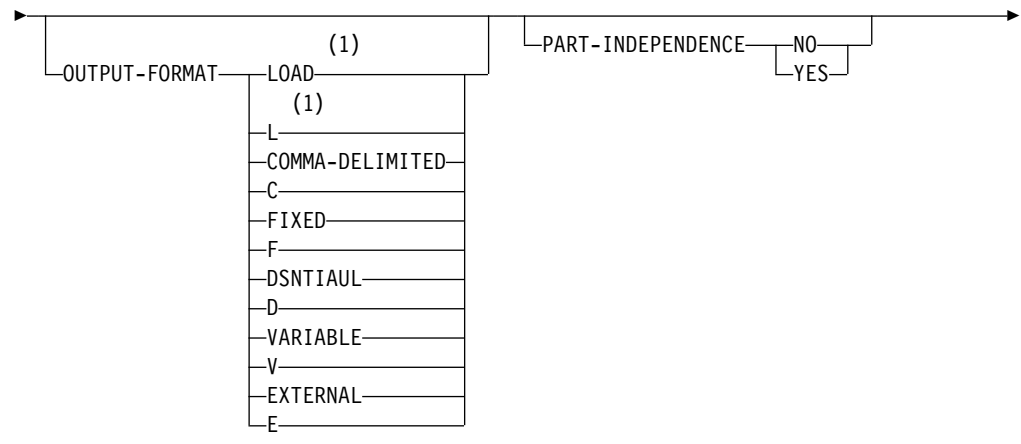 (1)
PART-INDEPENDENCE NO
OUTPUT-FORMAT LOAD
YES
(1)
L
COMMA-DELIMITED
C
FIXED
F
DSNTIAUL
D
VARIABLE
V
EXTERNAL
E